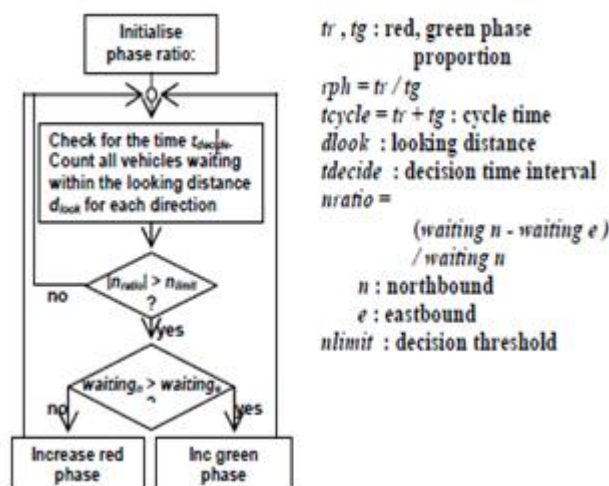 Initialise
phase ratio:
Check for the time tdecide.
Count all vehicles waiting
within the looking distance
dlook for each direction
|nratio| > nlimit
?
no
yes
waitingn > waitinge
?
no
yes
Increase red
phase
Inc green
phase
tr , tg : red, green phase
proportion
rph = tr / tg
tcycle = tr + tg : cycle time
dlook : looking distance
tdecide : decision time interval
nratio =
(waiting n - waiting e )
/ waiting n
n : northbound
e : eastbound
nlimit : decision threshold